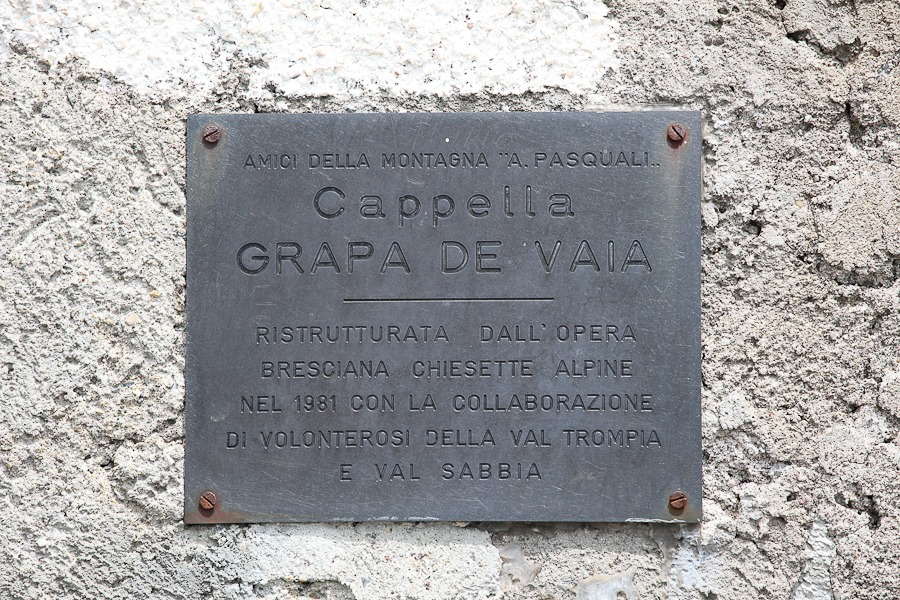 AMICI DELLA MONTAGNA "A. PASQUALI"
Cappella
GRAPA DE VAIA
RISTRUTTURATA DALL'OPERA
BRESCIANA CHIESETTE ALPINE
NEL 1981 CON LA COLLABORAZIONE
DI VOLONTEROSI DELLA VAL TROMPIA
E VAL SABBIA